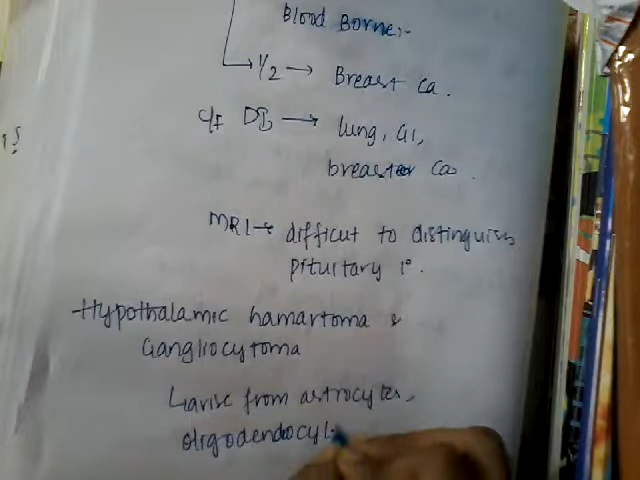 Blood Borne:-
→ 1/2 → Breast Ca.
c/f DI → lung, GI,
breast Ca.
MRI → difficut to distinguish
pituitary 1°.
Hypothalamic hamartoma &
Gangliocytoma
↳ arise from astrocytes,
oligodendocyt